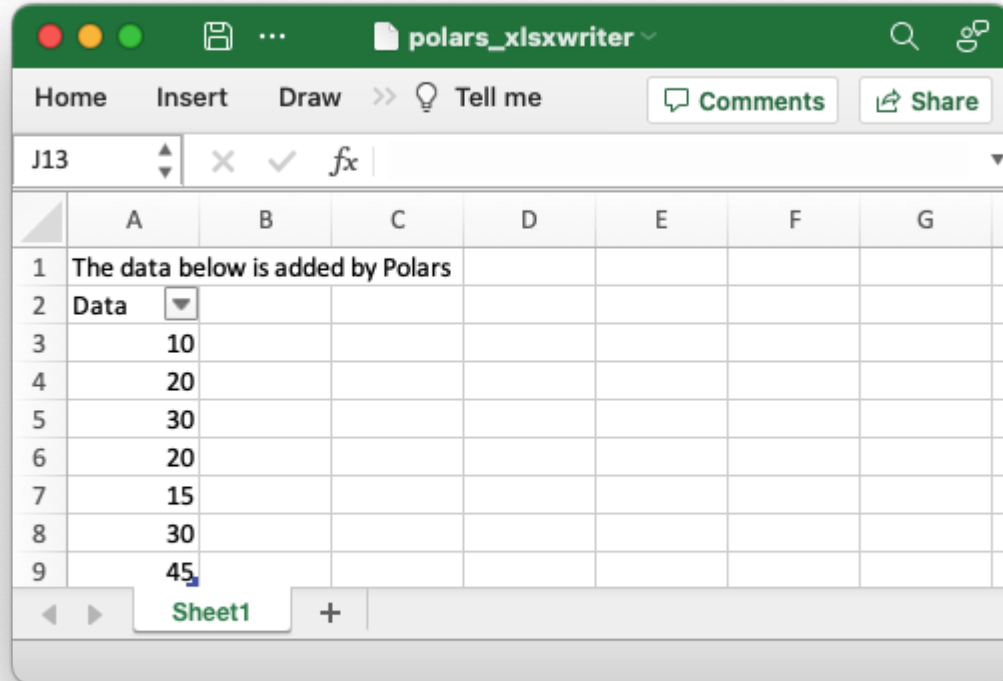 polars_xlsxwriter
Home Insert Draw >> Tell me Comments Share
J13 fx
A B C D E F G
1 The data below is added by Polars
2 Data
3 10
4 20
5 30
6 20
7 15
8 30
9 45
Sheet1 +